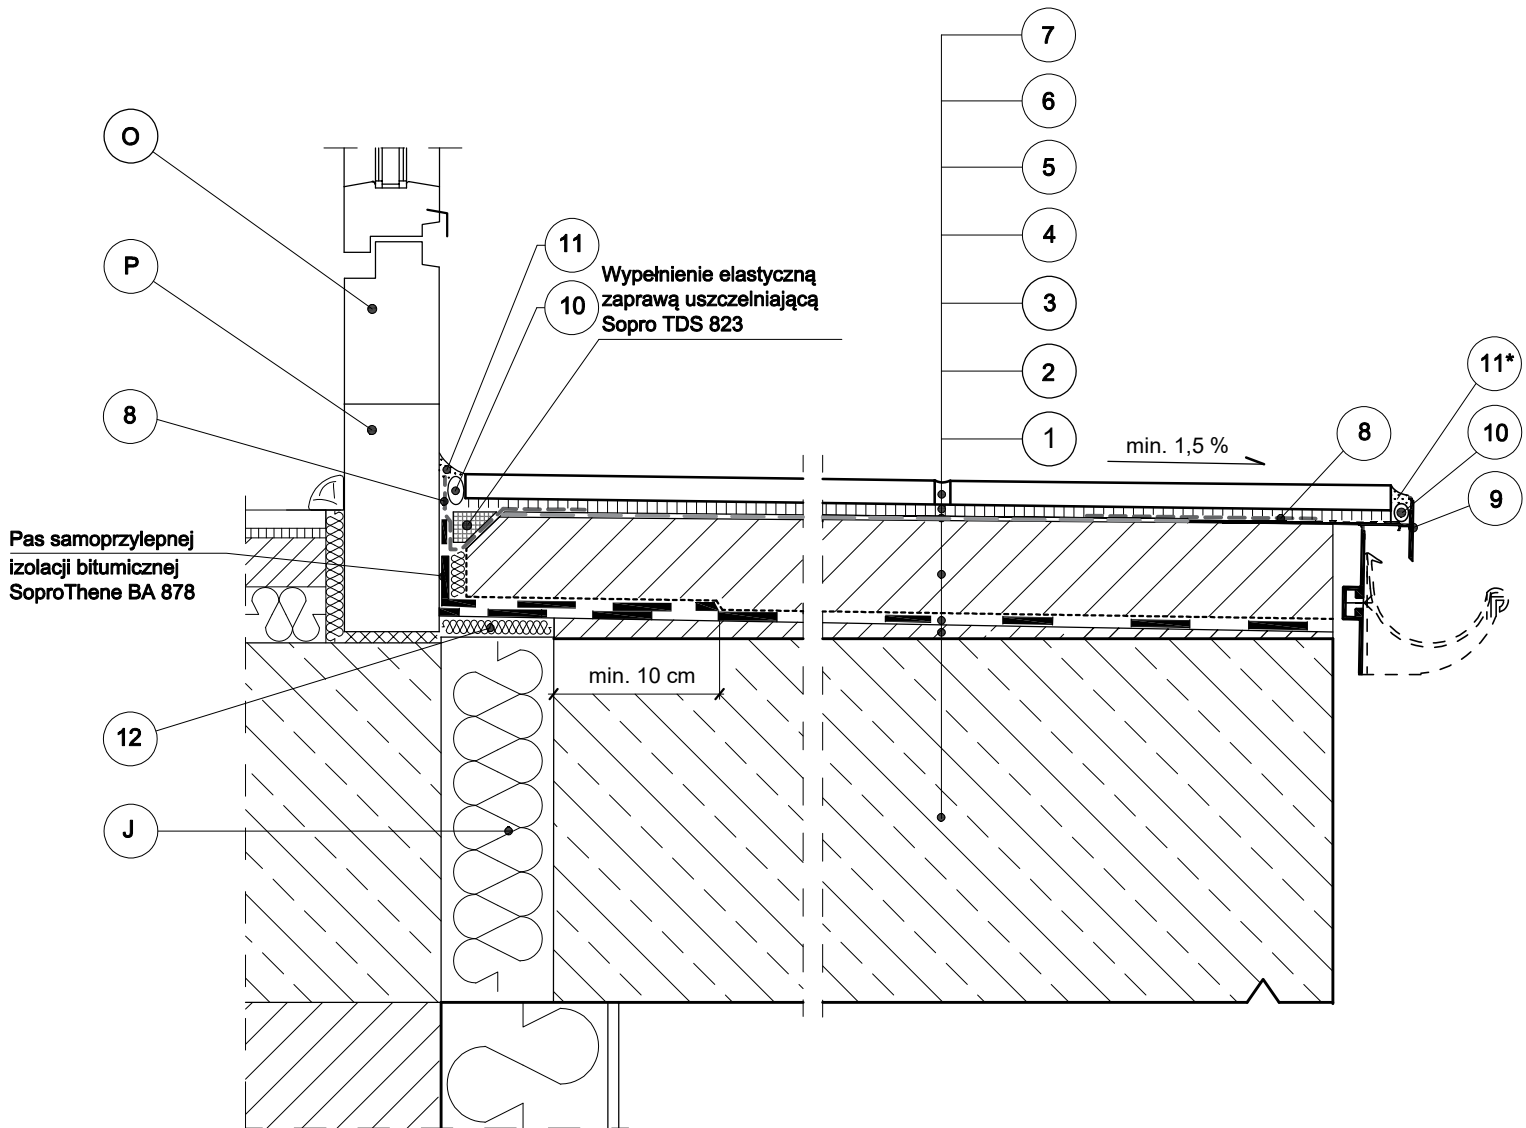 7
6
5
4
3
2
1
O
P
8
11
10
Wypełnienie elastyczną
zaprawą uszczelniającą
Sopro TDS 823
min. 1,5 %
8
11*
10
9
Pas samoprzylepnej
izolacji bitumicznej
SoproThene BA 878
min. 10 cm
12
J